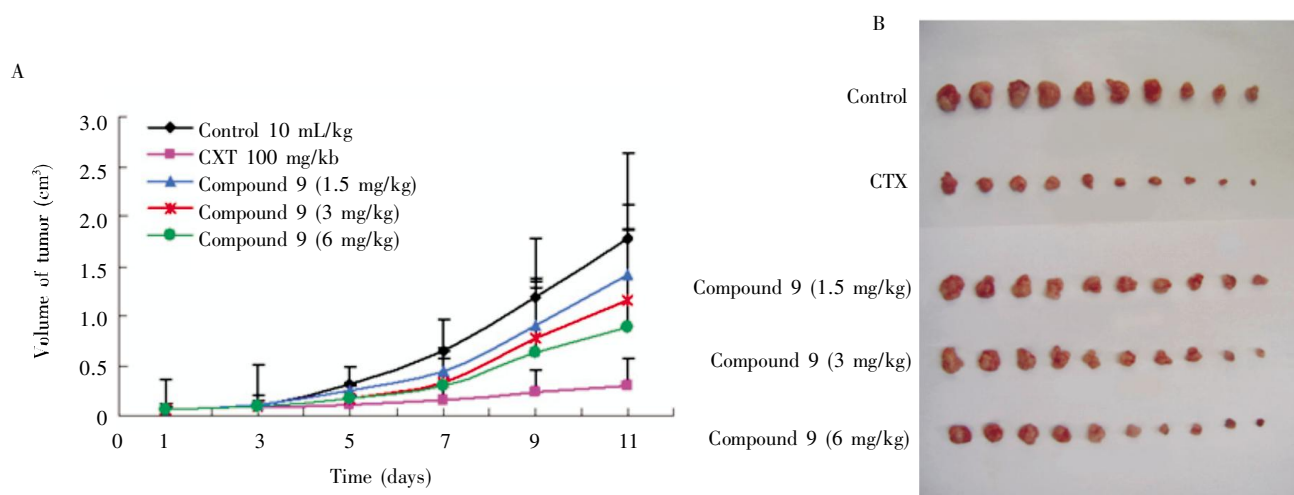 A
Volume of tumor (cm³)
3.0
2.5
2.0
1.5
1.0
0.5
0
Control 10 mL/kg
CXT 100 mg/kb
Compound 9 (1.5 mg/kg)
Compound 9 (3 mg/kg)
Compound 9 (6 mg/kg)
0 1 3 5 7 9 11
Time (days)
B
Control
CTX
Compound 9 (1.5 mg/kg)
Compound 9 (3 mg/kg)
Compound 9 (6 mg/kg)